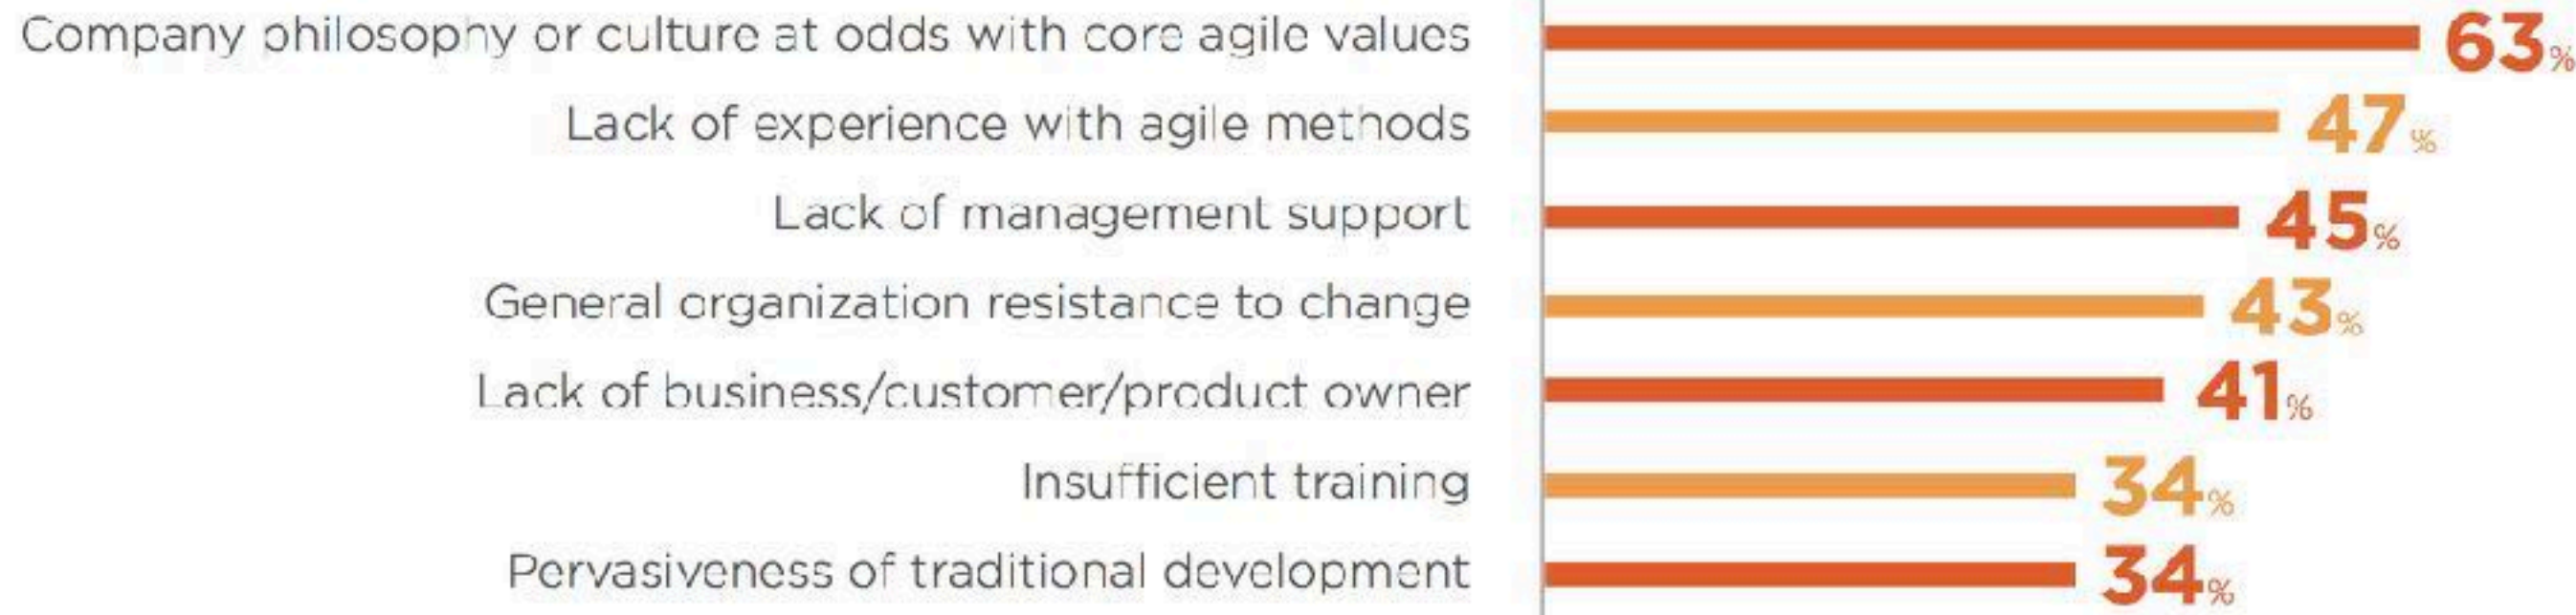 Company philosophy or culture at odds with core agile values 63%
Lack of experience with agile methods 47%
Lack of management support 45%
General organization resistance to change 43%
Lack of business/customer/product owner 41%
Insufficient training 34%
Pervasiveness of traditional development 34%